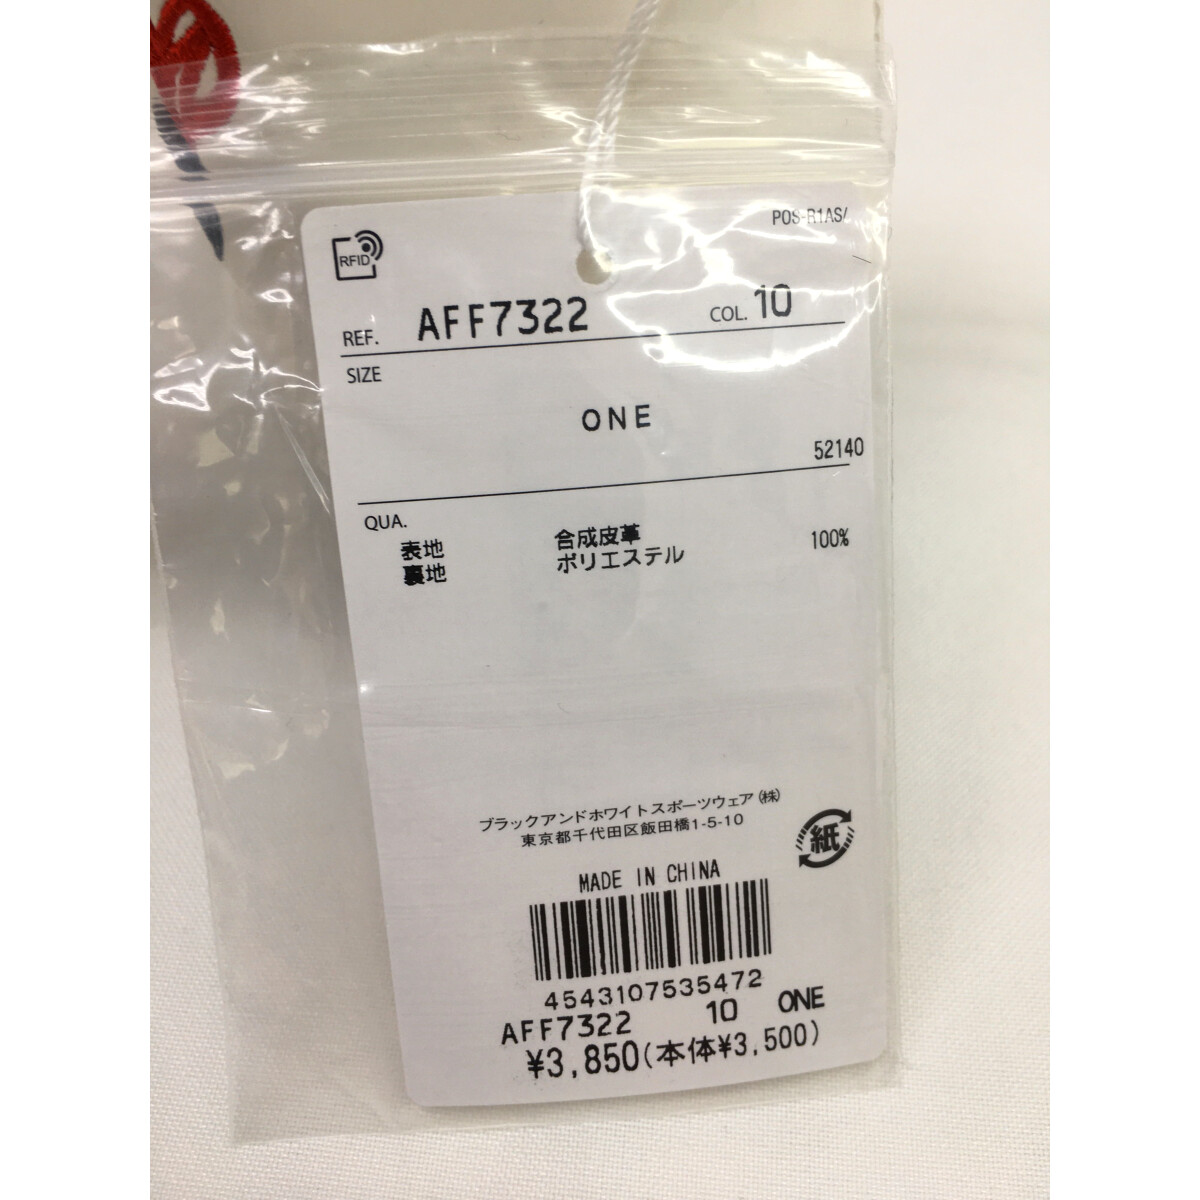 POS-R1AS/
RFID
REF. AFF7322 COL. 10
SIZE
ONE
52140
QUA.
表地 合成皮革
裏地 ポリエステル 100%
ブラックアンドホワイトスポーツウェア(株)
東京都千代田区飯田橋1-5-10
紙
MADE IN CHINA
4543107535472
AFF7322 10 ONE
¥3,850(本体¥3,500)